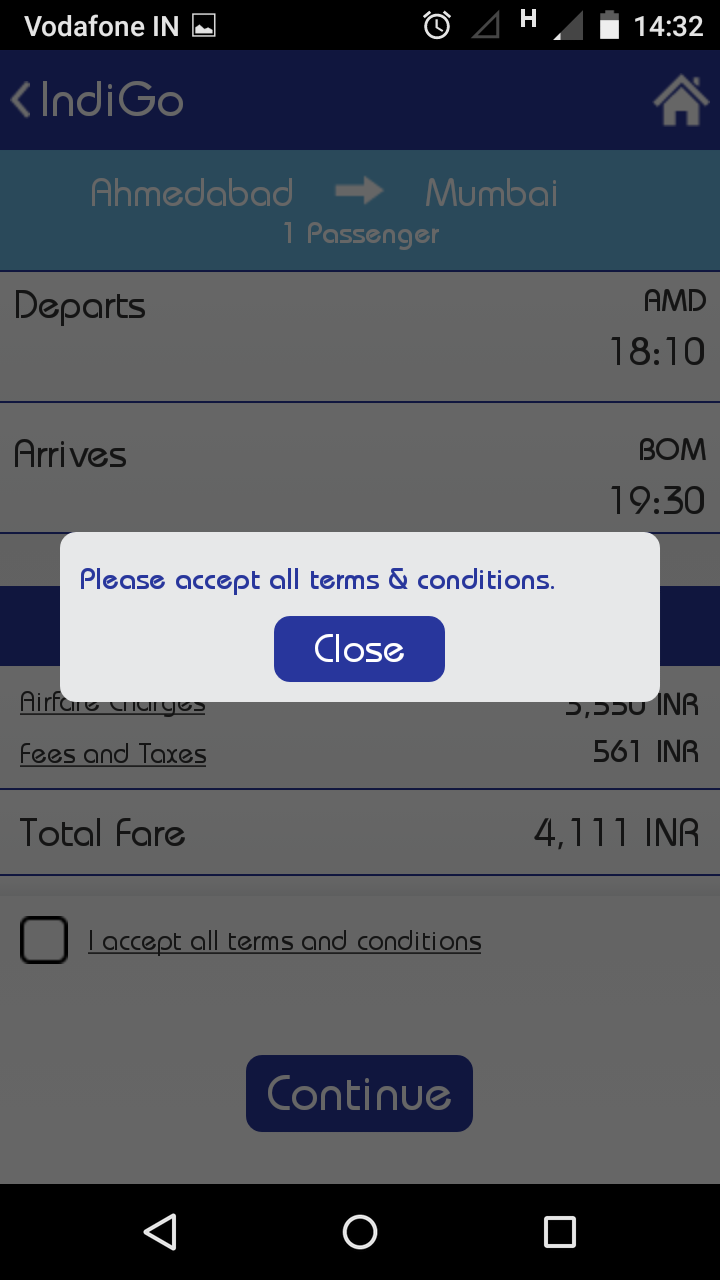 Vodafone IN H 14:32
IndiGo
Ahmedabad Mumbai
1 Passenger
Departs AMD
18:10
Arrives BOM
19:30
Please accept all terms & conditions.
Close
Airfare Charges 3,550 INR
Fees and Taxes 561 INR
Total Fare 4,111 INR
I accept all terms and conditions
Continue